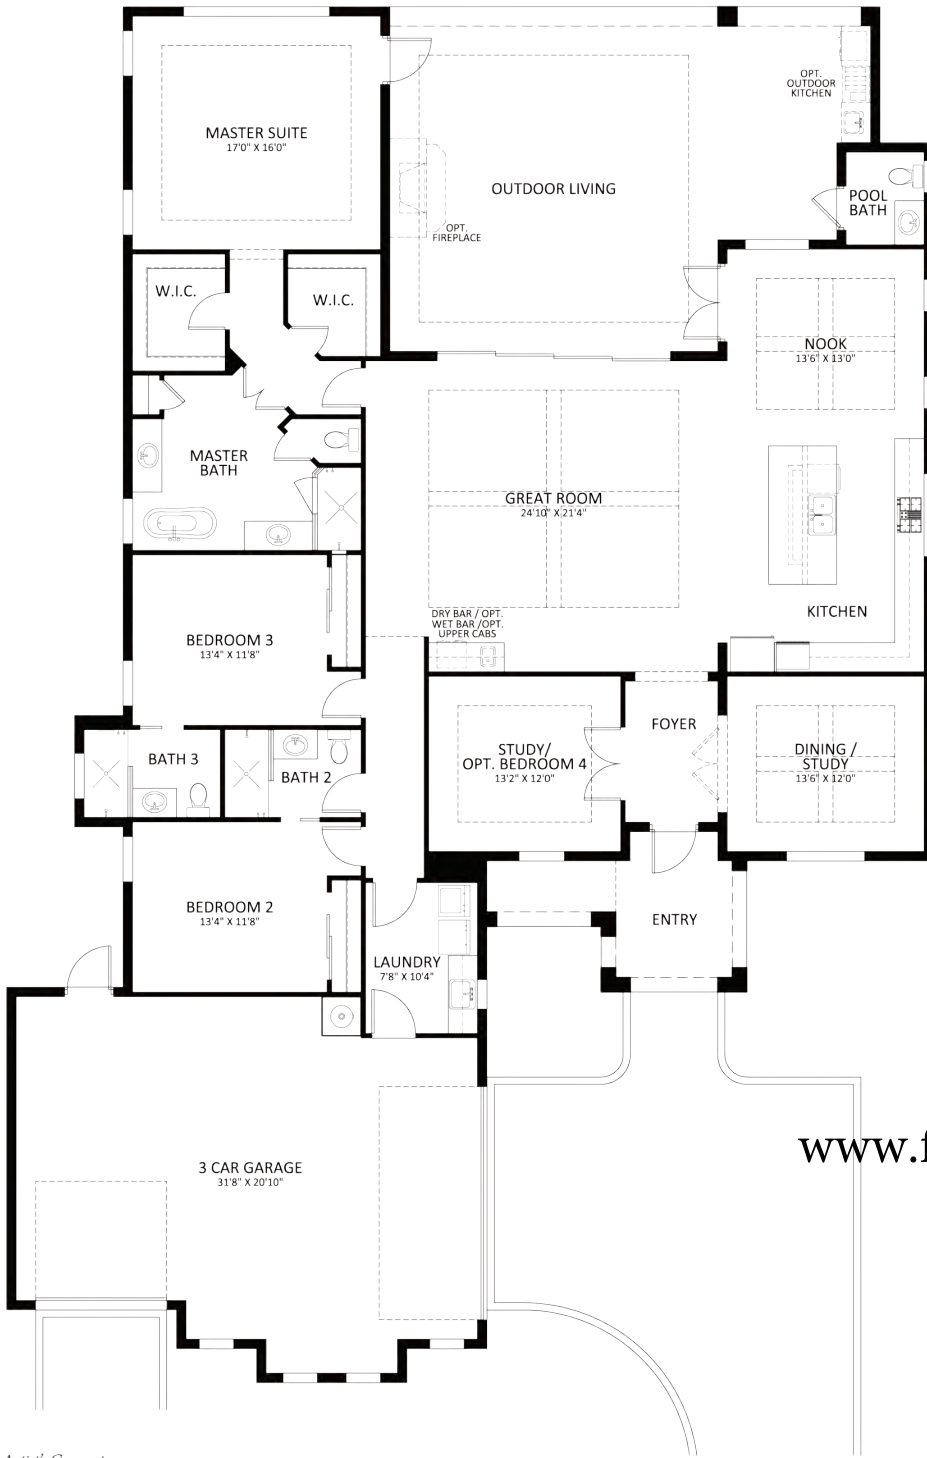 MASTER SUITE
17'0" X 16'0"
OPT.
OUTDOOR
KITCHEN
OUTDOOR LIVING
POOL
BATH
OPT.
FIREPLACE
W.I.C.
W.I.C.
NOOK
13'6" X 13'0"
MASTER
BATH
GREAT ROOM
24'10" X 21'4"
DRY BAR / OPT.
WET BAR /OPT.
UPPER CABS
KITCHEN
BEDROOM 3
13'4" X 11'8"
FOYER
STUDY/
OPT. BEDROOM 4
13'2" X 12'0"
DINING /
STUDY
13'6" X 12'0"
BATH 3
BATH 2
BEDROOM 2
13'4" X 11'8"
ENTRY
LAUNDRY
7'8" X 10'4"
www.f
3 CAR GARAGE
31'8" X 20'10"